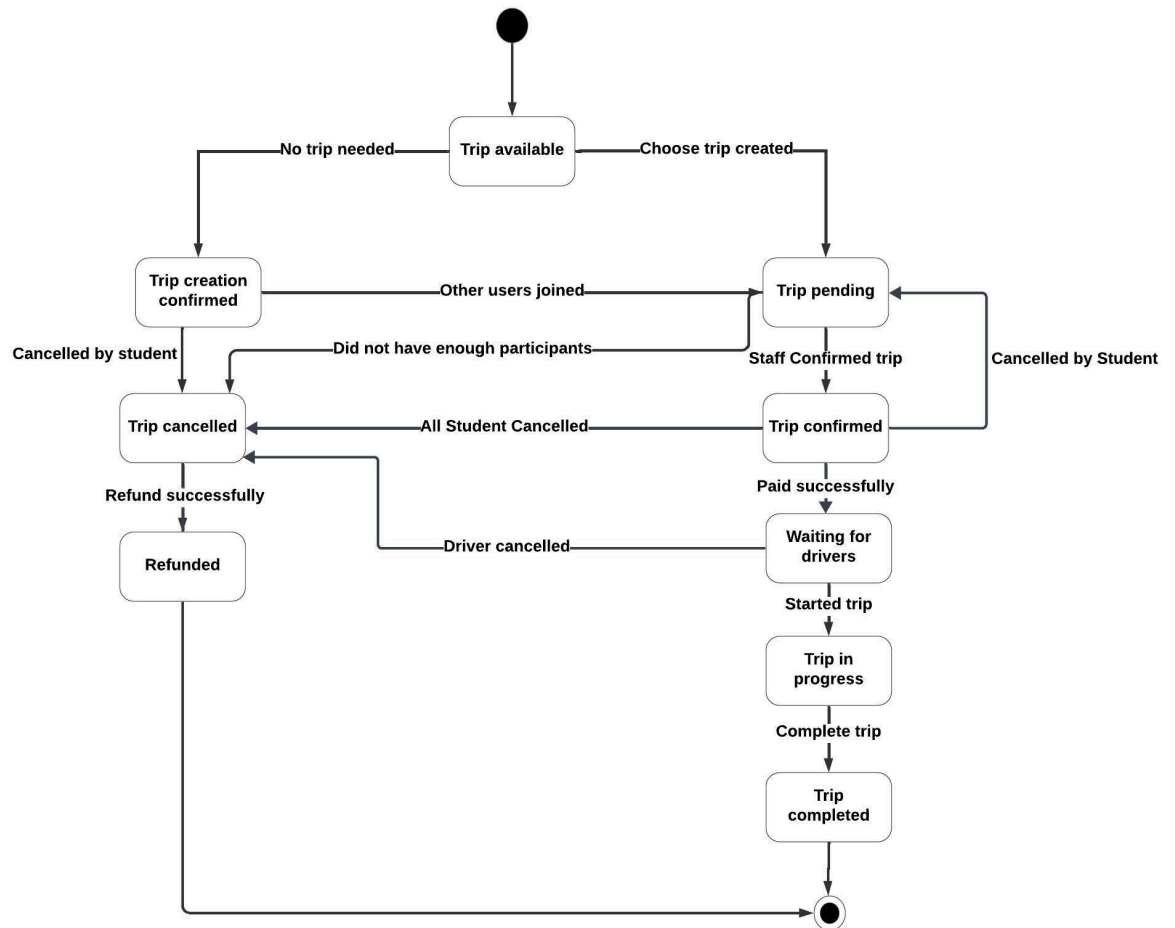 No trip needed
Trip available
Choose trip created
Trip creation
confirmed
Other users joined
Trip pending
Cancelled by student
Did not have enough participants
Staff Confirmed trip
Cancelled by Student
Trip cancelled
All Student Cancelled
Trip confirmed
Refund successfully
Paid successfully
Refunded
Driver cancelled
Waiting for
drivers
Started trip
Trip in
progress
Complete trip
Trip
completed